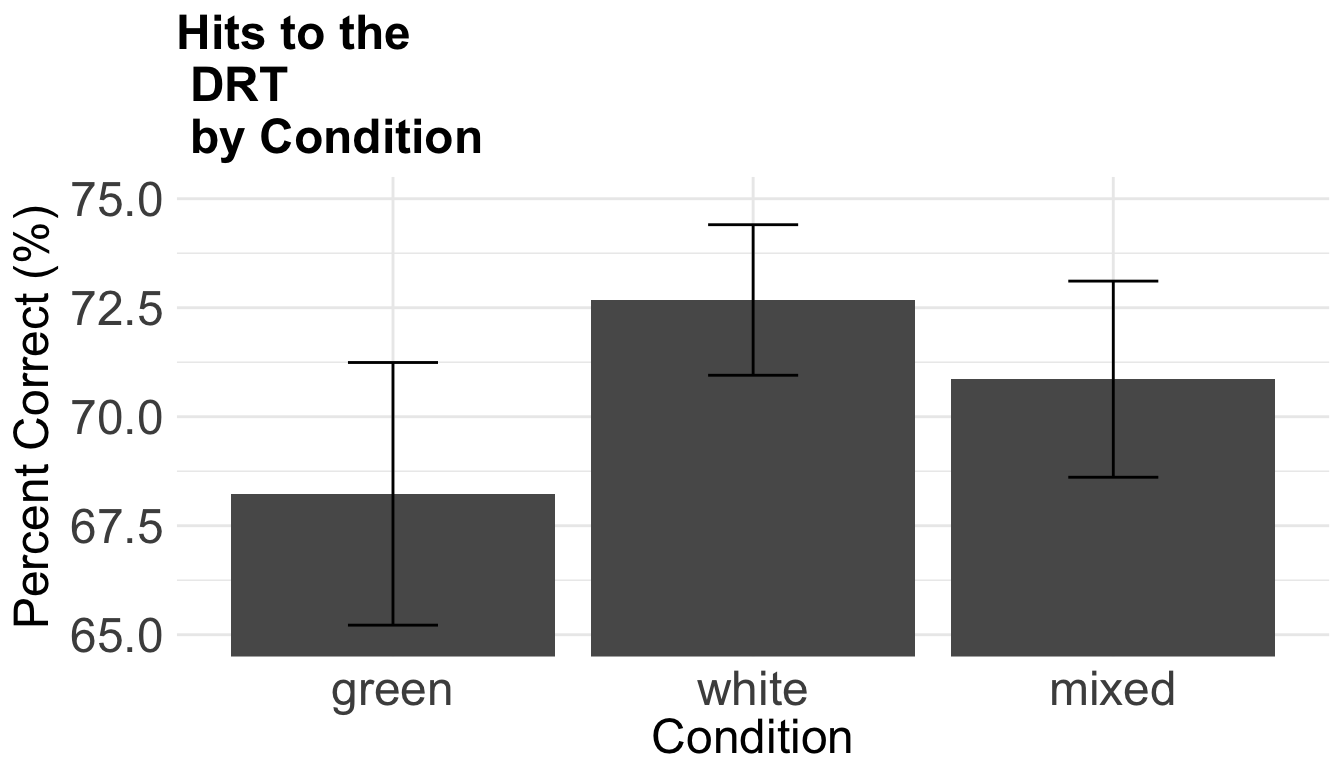 Hits to the
DRT
by Condition
Percent Correct (%)
75.0
72.5
70.0
67.5
65.0
green white mixed
Condition